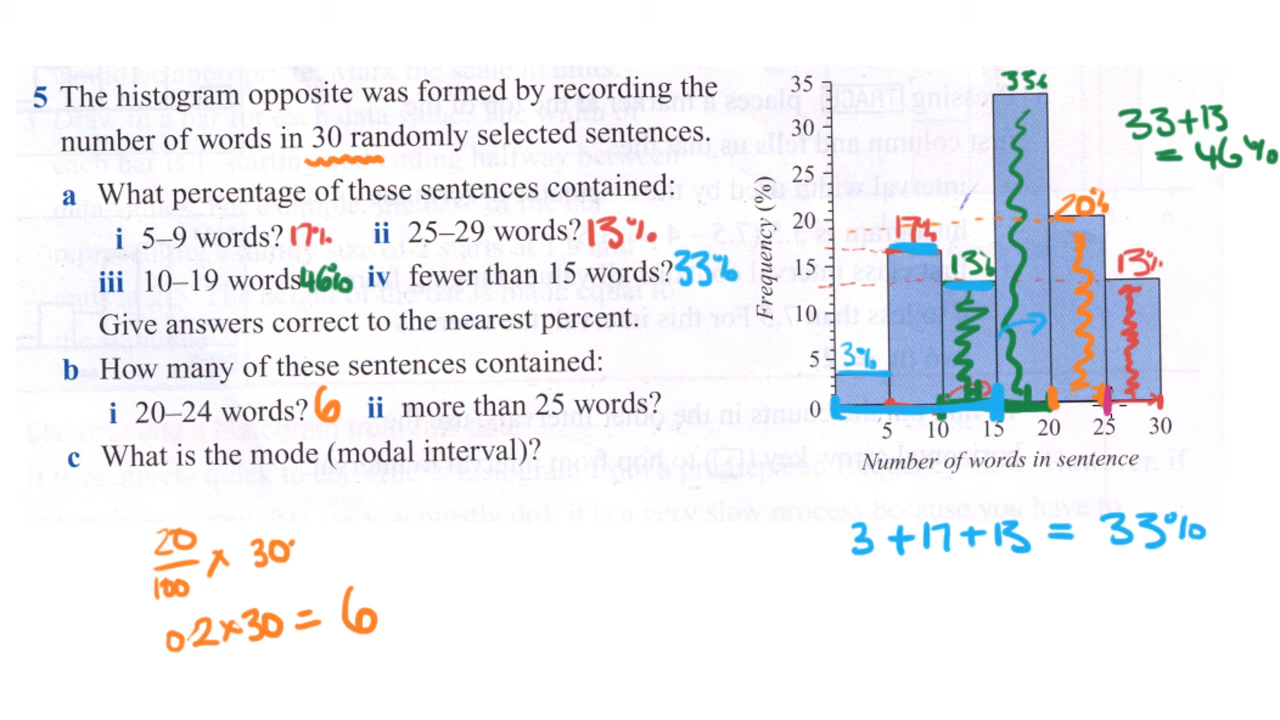 5 The histogram opposite was formed by recording the
number of words in 30 randomly selected sentences.
a What percentage of these sentences contained:
i 5–9 words? 17% ii 25–29 words? 13%
iii 10–19 words 46% iv fewer than 15 words? 33%
Give answers correct to the nearest percent.
b How many of these sentences contained:
i 20–24 words? 6 ii more than 25 words?
c What is the mode (modal interval)?
20
100 × 30
0.2×30 = 6
Frequency (%)
35
30
25
20
15
10
5
0
3%
17%
13%
33%
20%
13%
5 10 15 20 25 30
Number of words in sentence
33+13
= 46%
3 + 17 + 13 = 33%